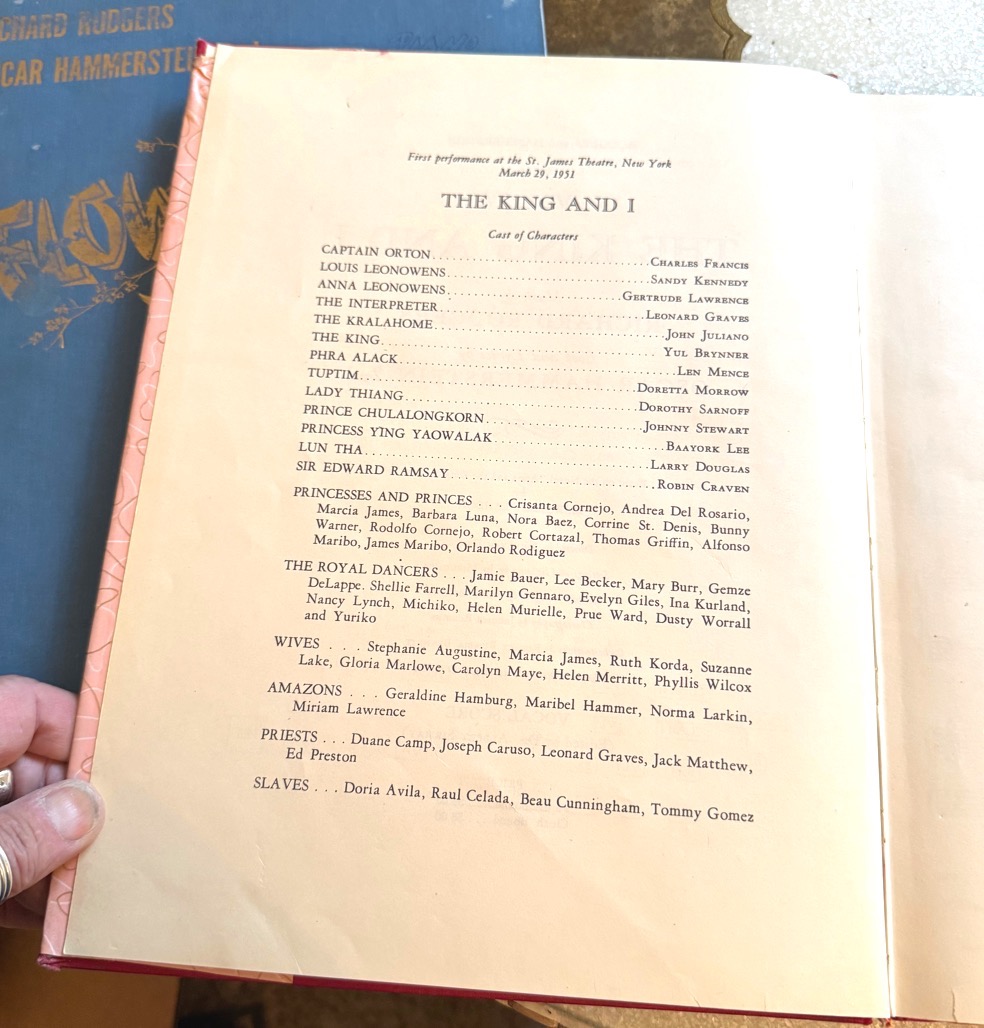 CHARD RODGERS
CAR HAMMERSTEI
FLOW
First performance at the St. James Theatre, New York
March 29, 1951
THE KING AND I
Cast of Characters
CAPTAIN ORTON..............................CHARLES FRANCIS
LOUIS LEONOWENS............................SANDY KENNEDY
ANNA LEONOWENS........................GERTRUDE LAWRENCE
THE INTERPRETER............................LEONARD GRAVES
THE KRALAHOME...............................JOHN JULIANO
THE KING...................................... YUL BRYNNER
PHRA ALACK......................................LEN MENCE
TUPTIM.....................................DORETTA MORROW
LADY THIANG................................DOROTHY SARNOFF
PRINCE CHULALONGKORN.....................JOHNNY STEWART
PRINCESS YING YAOWALAK.......................BAAYORK LEE
LUN THA......................................LARRY DOUGLAS
SIR EDWARD RAMSAY............................ROBIN CRAVEN
PRINCESSES AND PRINCES . . . Crisanta Cornejo, Andrea Del Rosario,
Marcia James, Barbara Luna, Nora Baez, Corrine St. Denis, Bunny
Warner, Rodolfo Cornejo, Robert Cortazal, Thomas Griffin, Alfonso
Maribo, James Maribo, Orlando Rodiguez
THE ROYAL DANCERS . . . Jamie Bauer, Lee Becker, Mary Burr, Gemze
DeLappe. Shellie Farrell, Marilyn Gennaro, Evelyn Giles, Ina Kurland,
Nancy Lynch, Michiko, Helen Murielle, Prue Ward, Dusty Worrall
and Yuriko
WIVES . . . Stephanie Augustine, Marcia James, Ruth Korda, Suzanne
Lake, Gloria Marlowe, Carolyn Maye, Helen Merritt, Phyllis Wilcox
AMAZONS . . . Geraldine Hamburg, Maribel Hammer, Norma Larkin,
Miriam Lawrence
PRIESTS . . . Duane Camp, Joseph Caruso, Leonard Graves, Jack Matthew,
Ed Preston
SLAVES . . . Doria Avila, Raul Celada, Beau Cunningham, Tommy Gomez